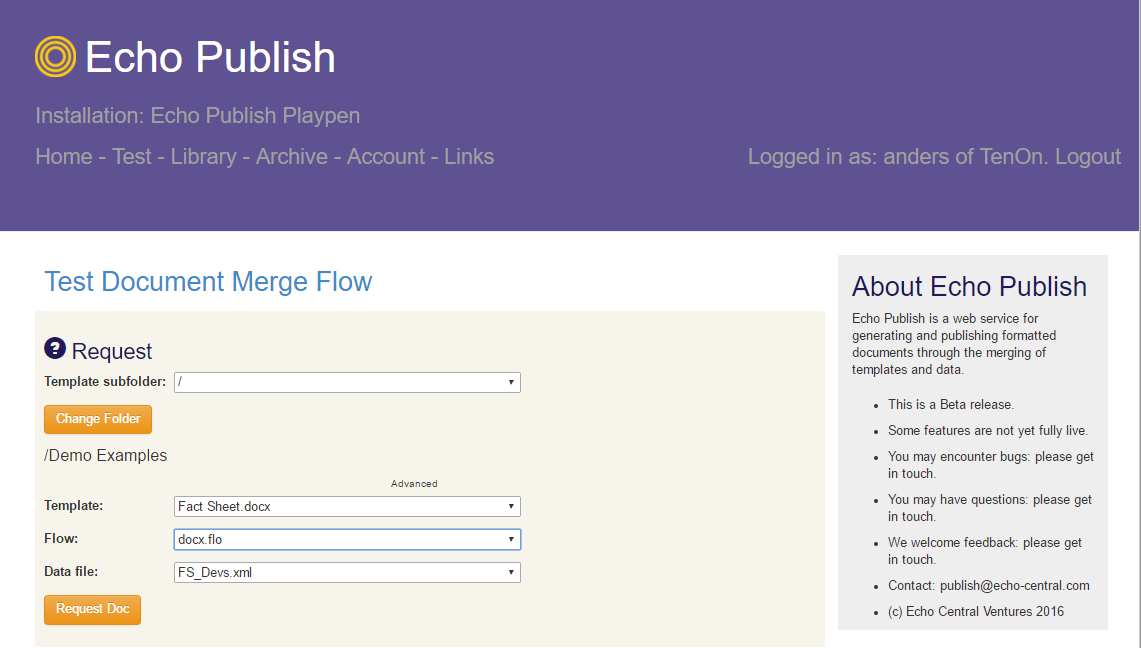 Echo Publish
Installation: Echo Publish Playpen
Home - Test - Library - Archive - Account - Links
Logged in as: anders of TenOn. Logout
Test Document Merge Flow
? Request
Template subfolder: /
Change Folder
/Demo Examples
Advanced
Template: Fact Sheet.docx
Flow: docx.flo
Data file: FS_Devs.xml
Request Doc
About Echo Publish
Echo Publish is a web service for
generating and publishing formatted
documents through the merging of
templates and data.
• This is a Beta release.
• Some features are not yet fully live.
• You may encounter bugs: please get
in touch.
• You may have questions: please get
in touch.
• We welcome feedback: please get
in touch.
• Contact: publish@echo-central.com
• (c) Echo Central Ventures 2016